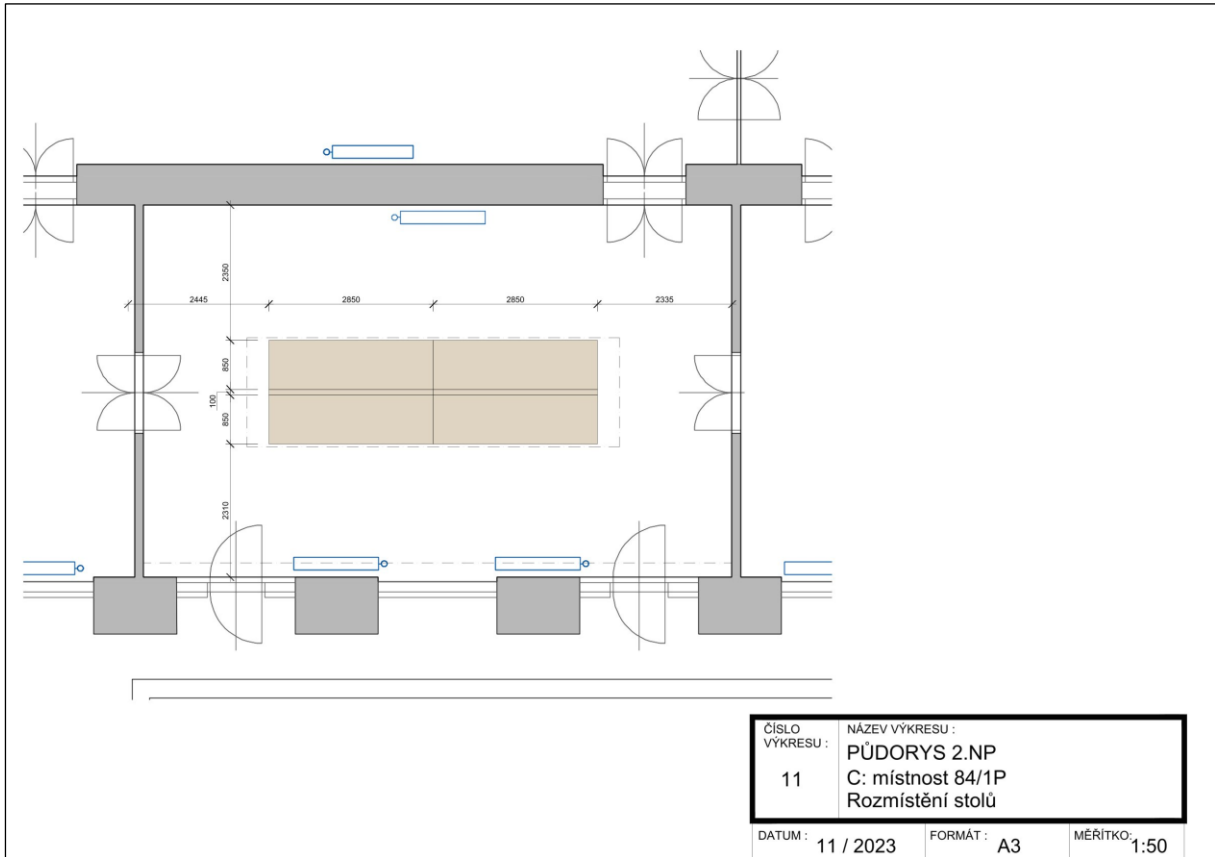 2350
2445
2850
2850
2335
850
100
850
2310
ČÍSLO
VÝKRESU :
11
NÁZEV VÝKRESU :
PŮDORYS 2.NP
C: místnost 84/1P
Rozmístění stolů
DATUM : 11 / 2023
FORMÁT : A3
MĚŘÍTKO: 1:50